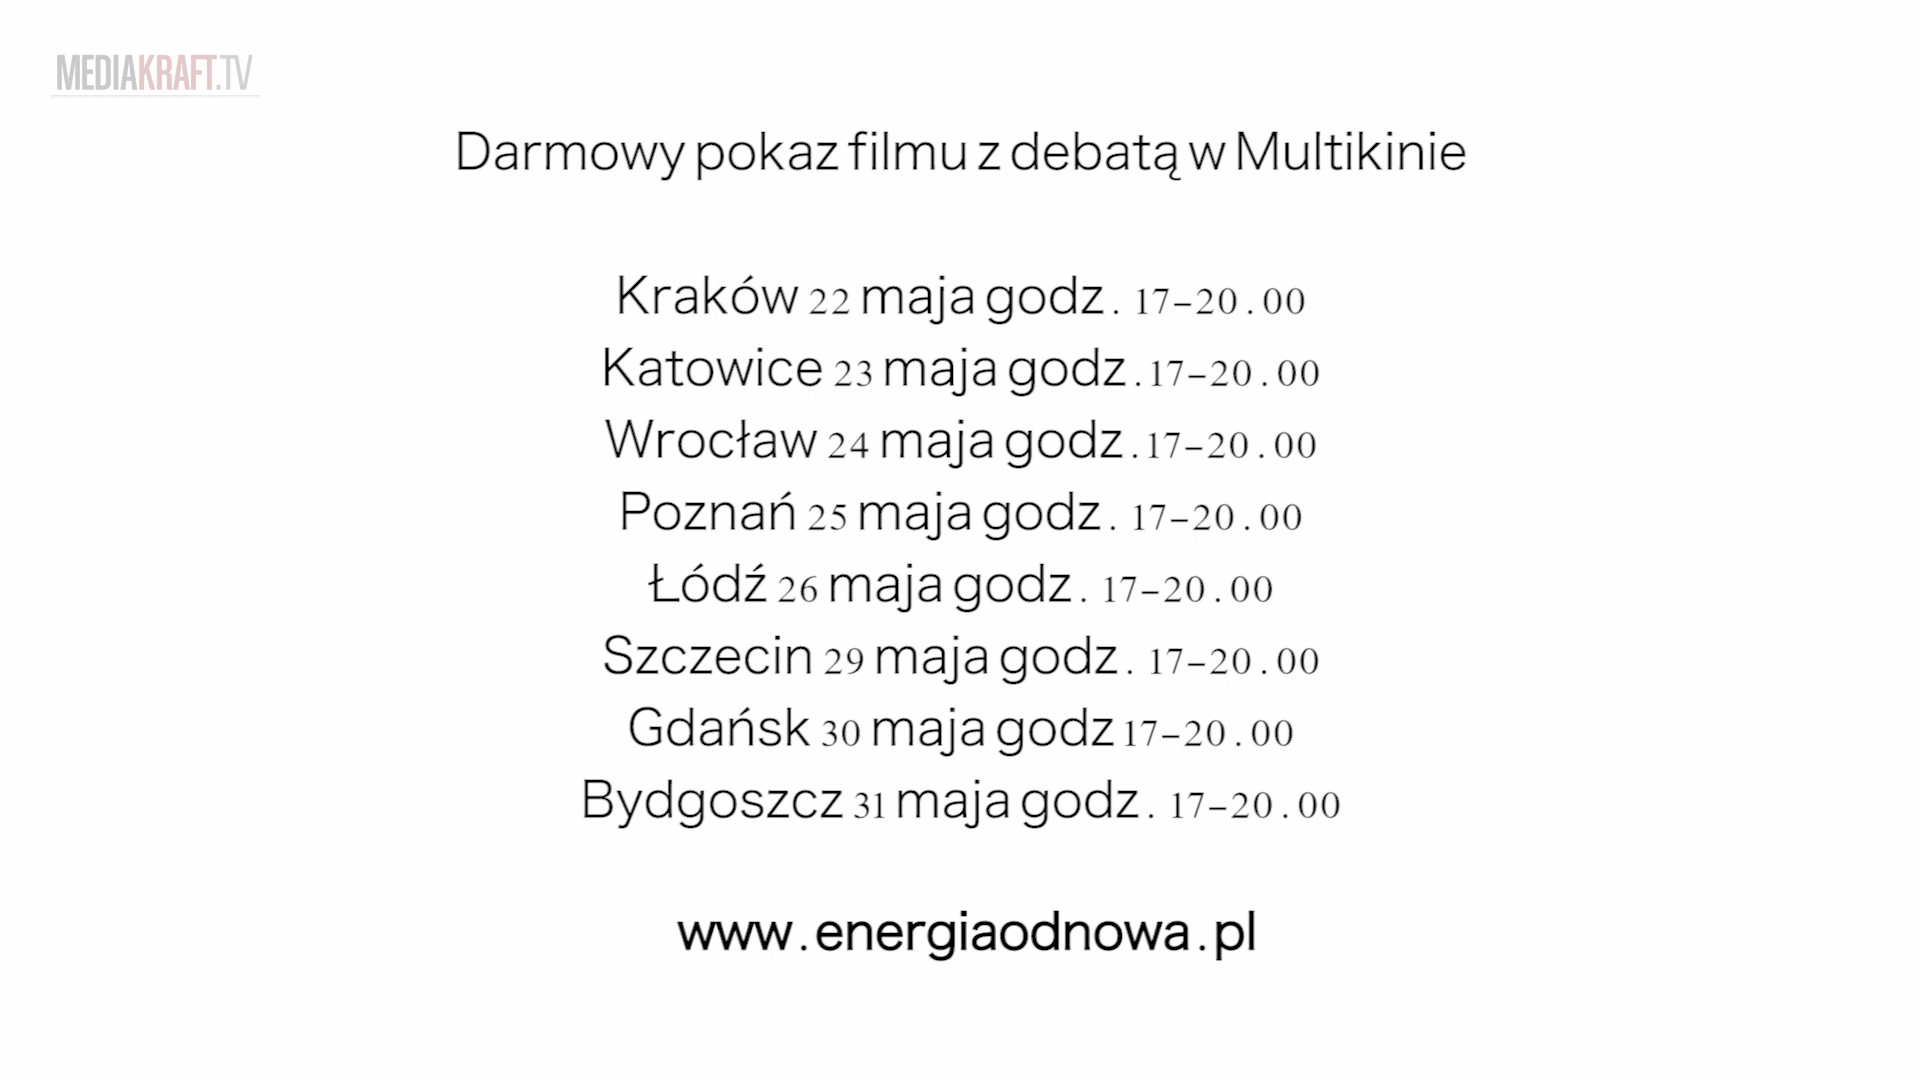 MEDIAKRAFT.TV
Darmowy pokaz filmu z debatą w Multikinie
Kraków 22 maja godz. 17-20.00
Katowice 23 maja godz.17-20.00
Wrocław 24 maja godz.17-20.00
Poznań 25 maja godz. 17-20.00
Łódź 26 maja godz. 17-20.00
Szczecin 29 maja godz. 17-20.00
Gdańsk 30 maja godz 17-20.00
Bydgoszcz 31 maja godz. 17-20.00
www.energiaodnowa.pl